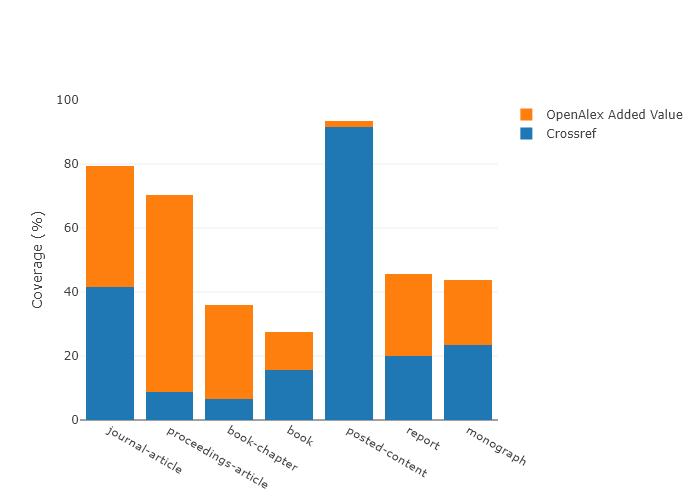 100
80
60
40
20
0
Coverage (%)
journal-article
proceedings-article
book-chapter
book
posted-content
report
monograph
OpenAlex Added Value
Crossref